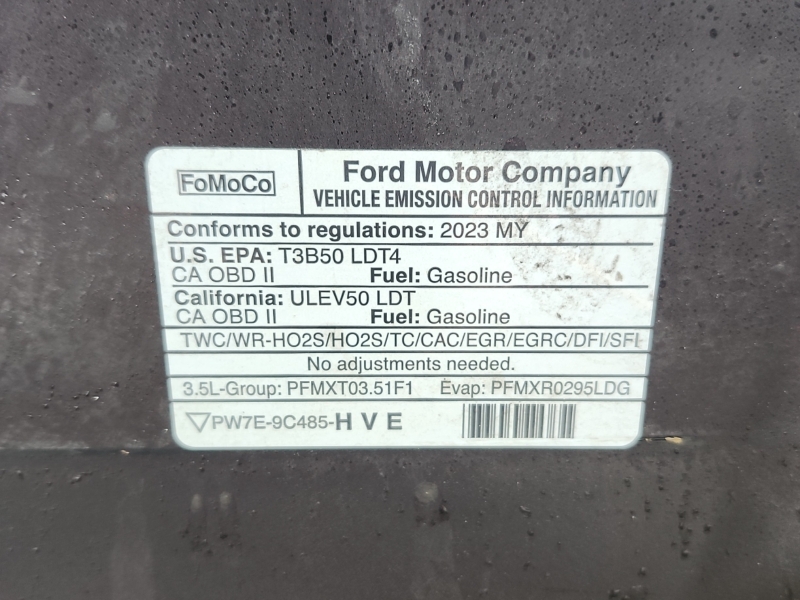 FoMoCo
Ford Motor Company
VEHICLE EMISSION CONTROL INFORMATION
Conforms to regulations: 2023 MY
U.S. EPA: T3B50 LDT4
CA OBD II Fuel: Gasoline
California: ULEV50 LDT
CA OBD II Fuel: Gasoline
TWC/WR-HO2S/HO2S/TC/CAC/EGR/EGRC/DFI/SFI
No adjustments needed.
3.5L-Group: PFMXT03.51F1 Evap: PFMXR0295LDG
PW7E-9C485-H V E